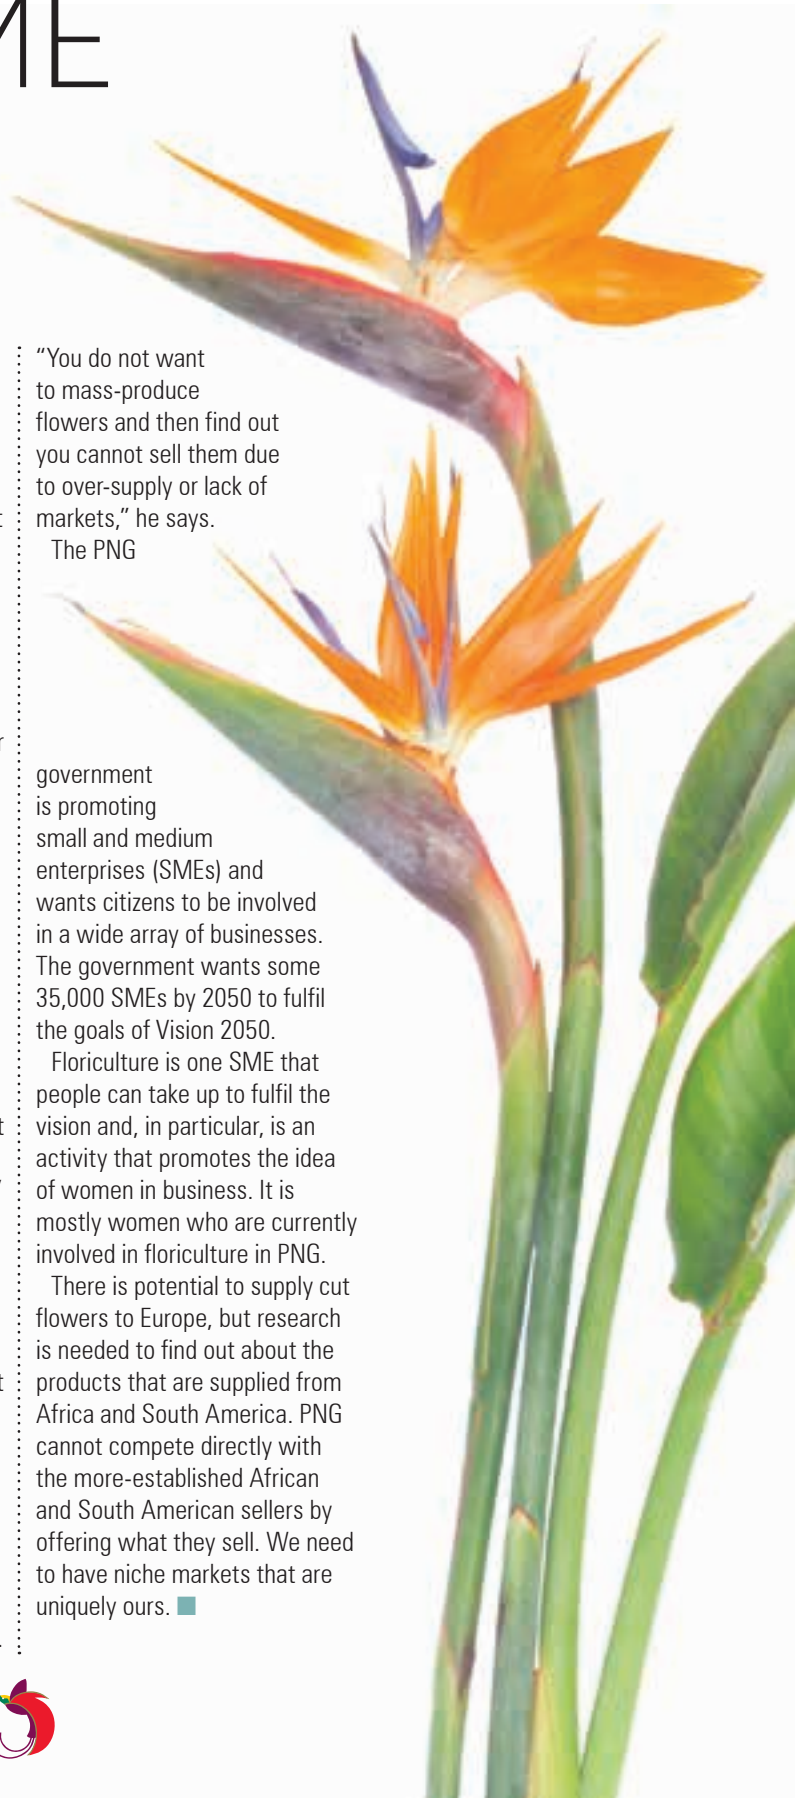 ME
“You do not want
to mass-produce
flowers and then find out
you cannot sell them due
to over-supply or lack of
markets,” he says.
The PNG
government
is promoting
small and medium
enterprises (SMEs) and
wants citizens to be involved
in a wide array of businesses.
The government wants some
35,000 SMEs by 2050 to fulfil
the goals of Vision 2050.
Floriculture is one SME that
people can take up to fulfil the
vision and, in particular, is an
activity that promotes the idea
of women in business. It is
mostly women who are currently
involved in floriculture in PNG.
There is potential to supply cut
flowers to Europe, but research
is needed to find out about the
products that are supplied from
Africa and South America. PNG
cannot compete directly with
the more-established African
and South American sellers by
offering what they sell. We need
to have niche markets that are
uniquely ours.